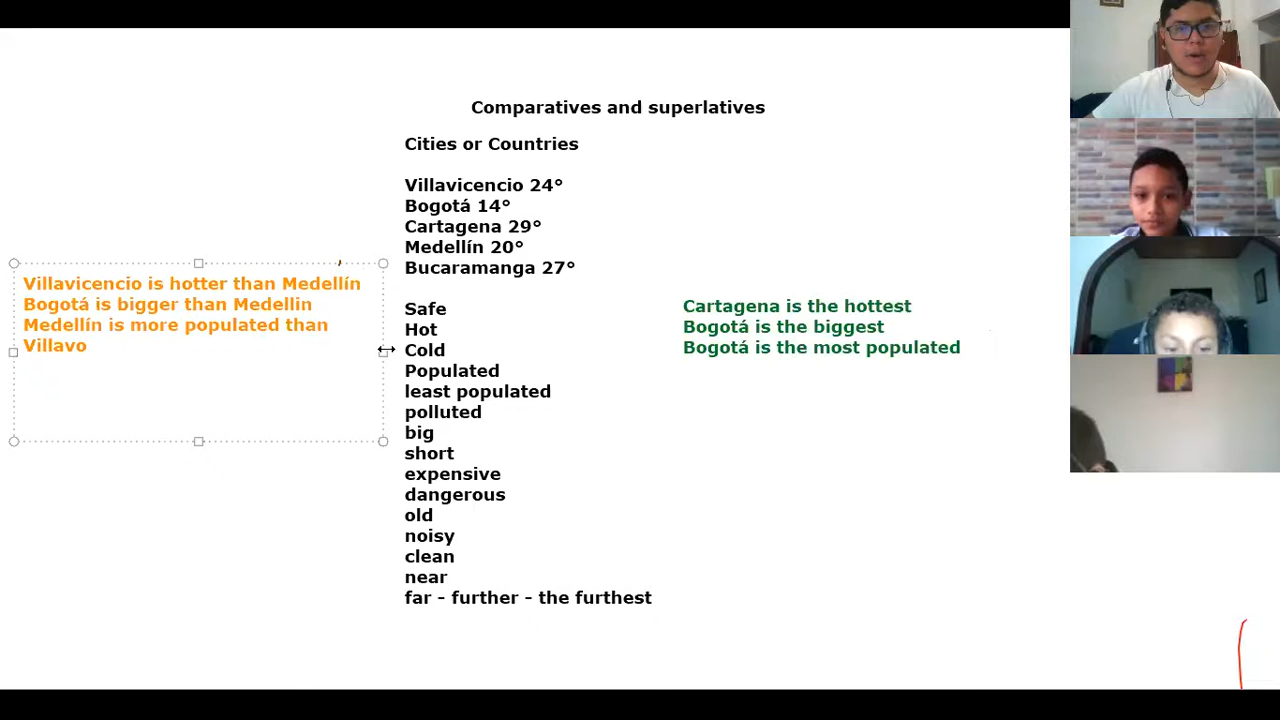 Comparatives and superlatives
Cities or Countries
Villavicencio 24°
Bogotá 14°
Cartagena 29°
Medellín 20°
Bucaramanga 27°
Villavicencio is hotter than Medellín
Bogotá is bigger than Medellin
Medellín is more populated than
Villavo
Safe
Hot
Cold
Populated
least populated
polluted
big
short
expensive
dangerous
old
noisy
clean
near
far - further - the furthest
Cartagena is the hottest
Bogotá is the biggest
Bogotá is the most populated